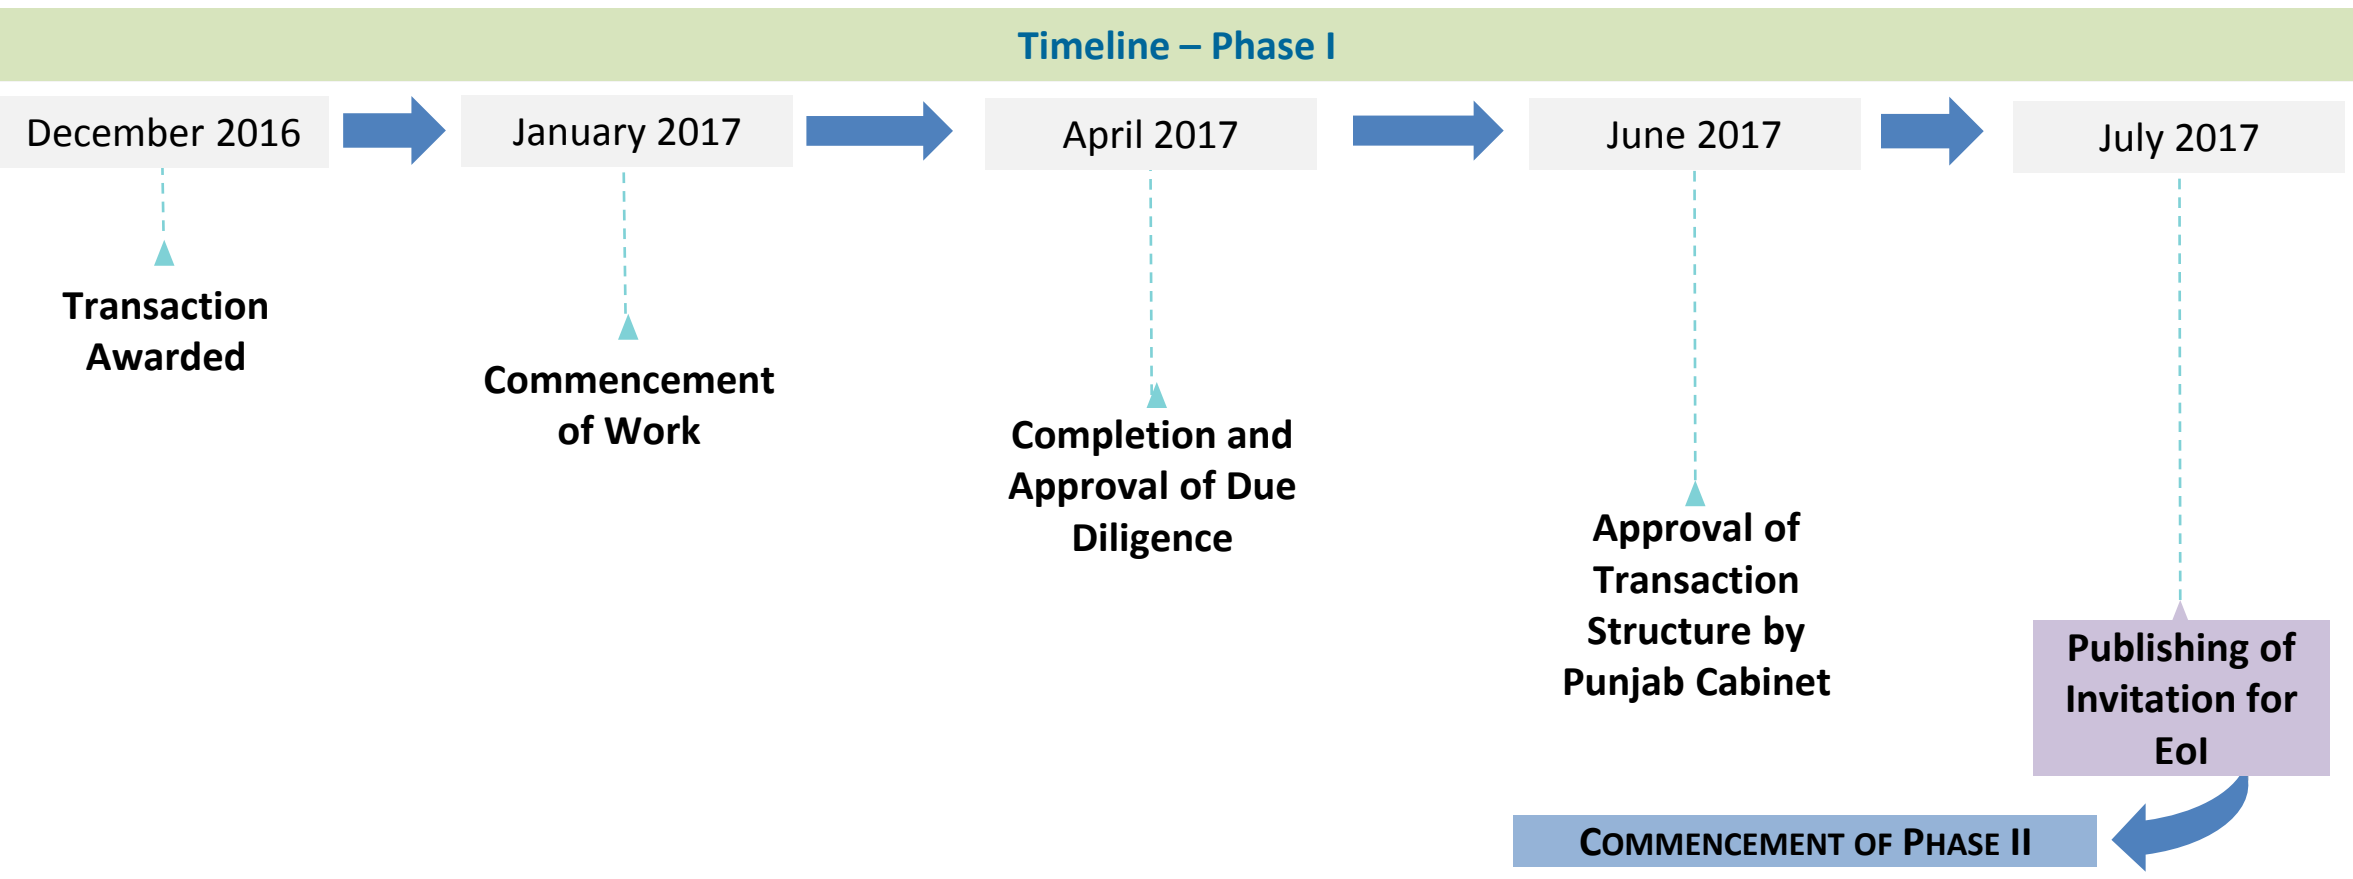 Timeline – Phase I
December 2016
January 2017
April 2017
June 2017
July 2017
Transaction
Awarded
Commencement
of Work
Completion and
Approval of Due
Diligence
Approval of
Transaction
Structure by
Punjab Cabinet
Publishing of
Invitation for
EoI
COMMENCEMENT OF PHASE II